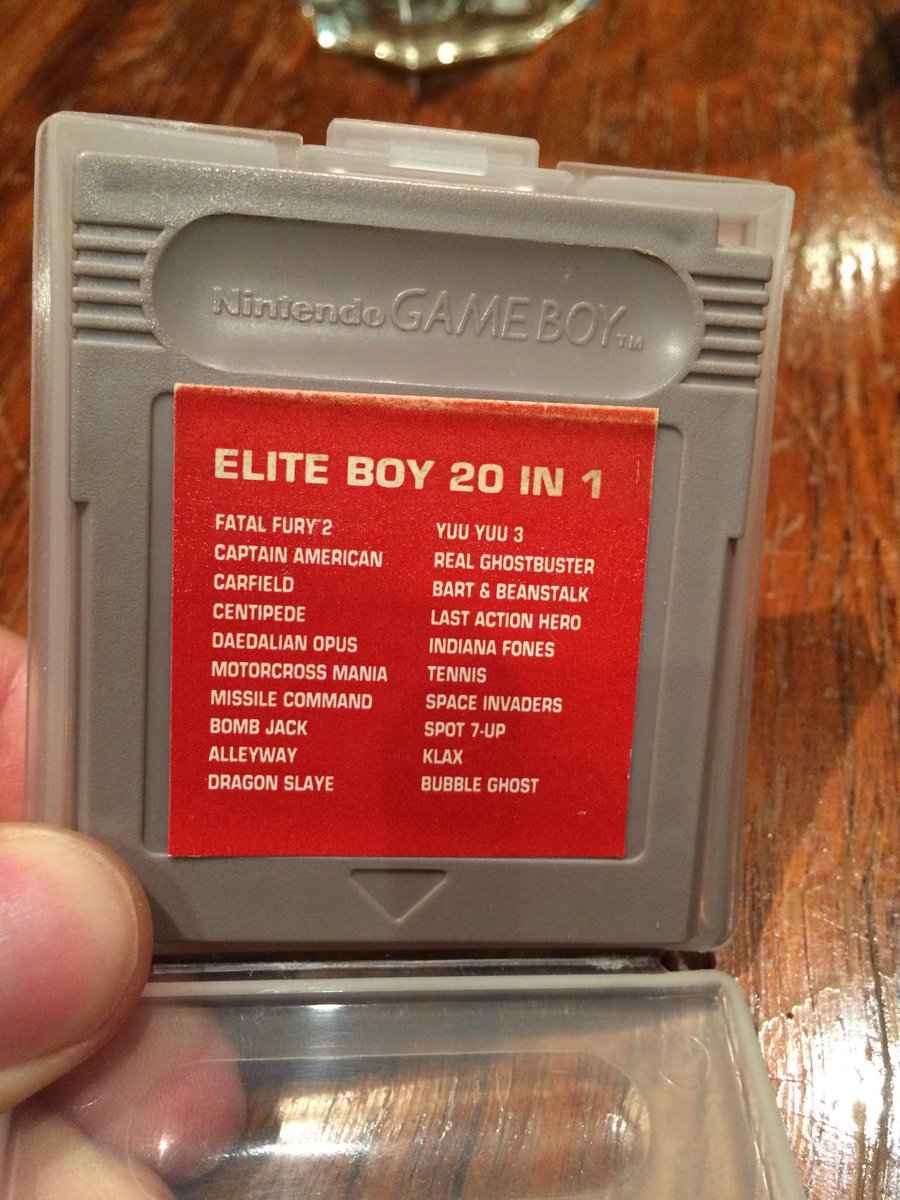 Nintendo GAME BOY TM
ELITE BOY 20 IN 1
FATAL FURY 2
CAPTAIN AMERICAN
CARFIELD
CENTIPEDE
DAEDALIAN OPUS
MOTORCROSS MANIA
MISSILE COMMAND
BOMB JACK
ALLEYWAY
DRAGON SLAYE
YUU YUU 3
REAL GHOSTBUSTER
BART & BEANSTALK
LAST ACTION HERO
INDIANA FONES
TENNIS
SPACE INVADERS
SPOT 7-UP
KLAX
BUBBLE GHOST